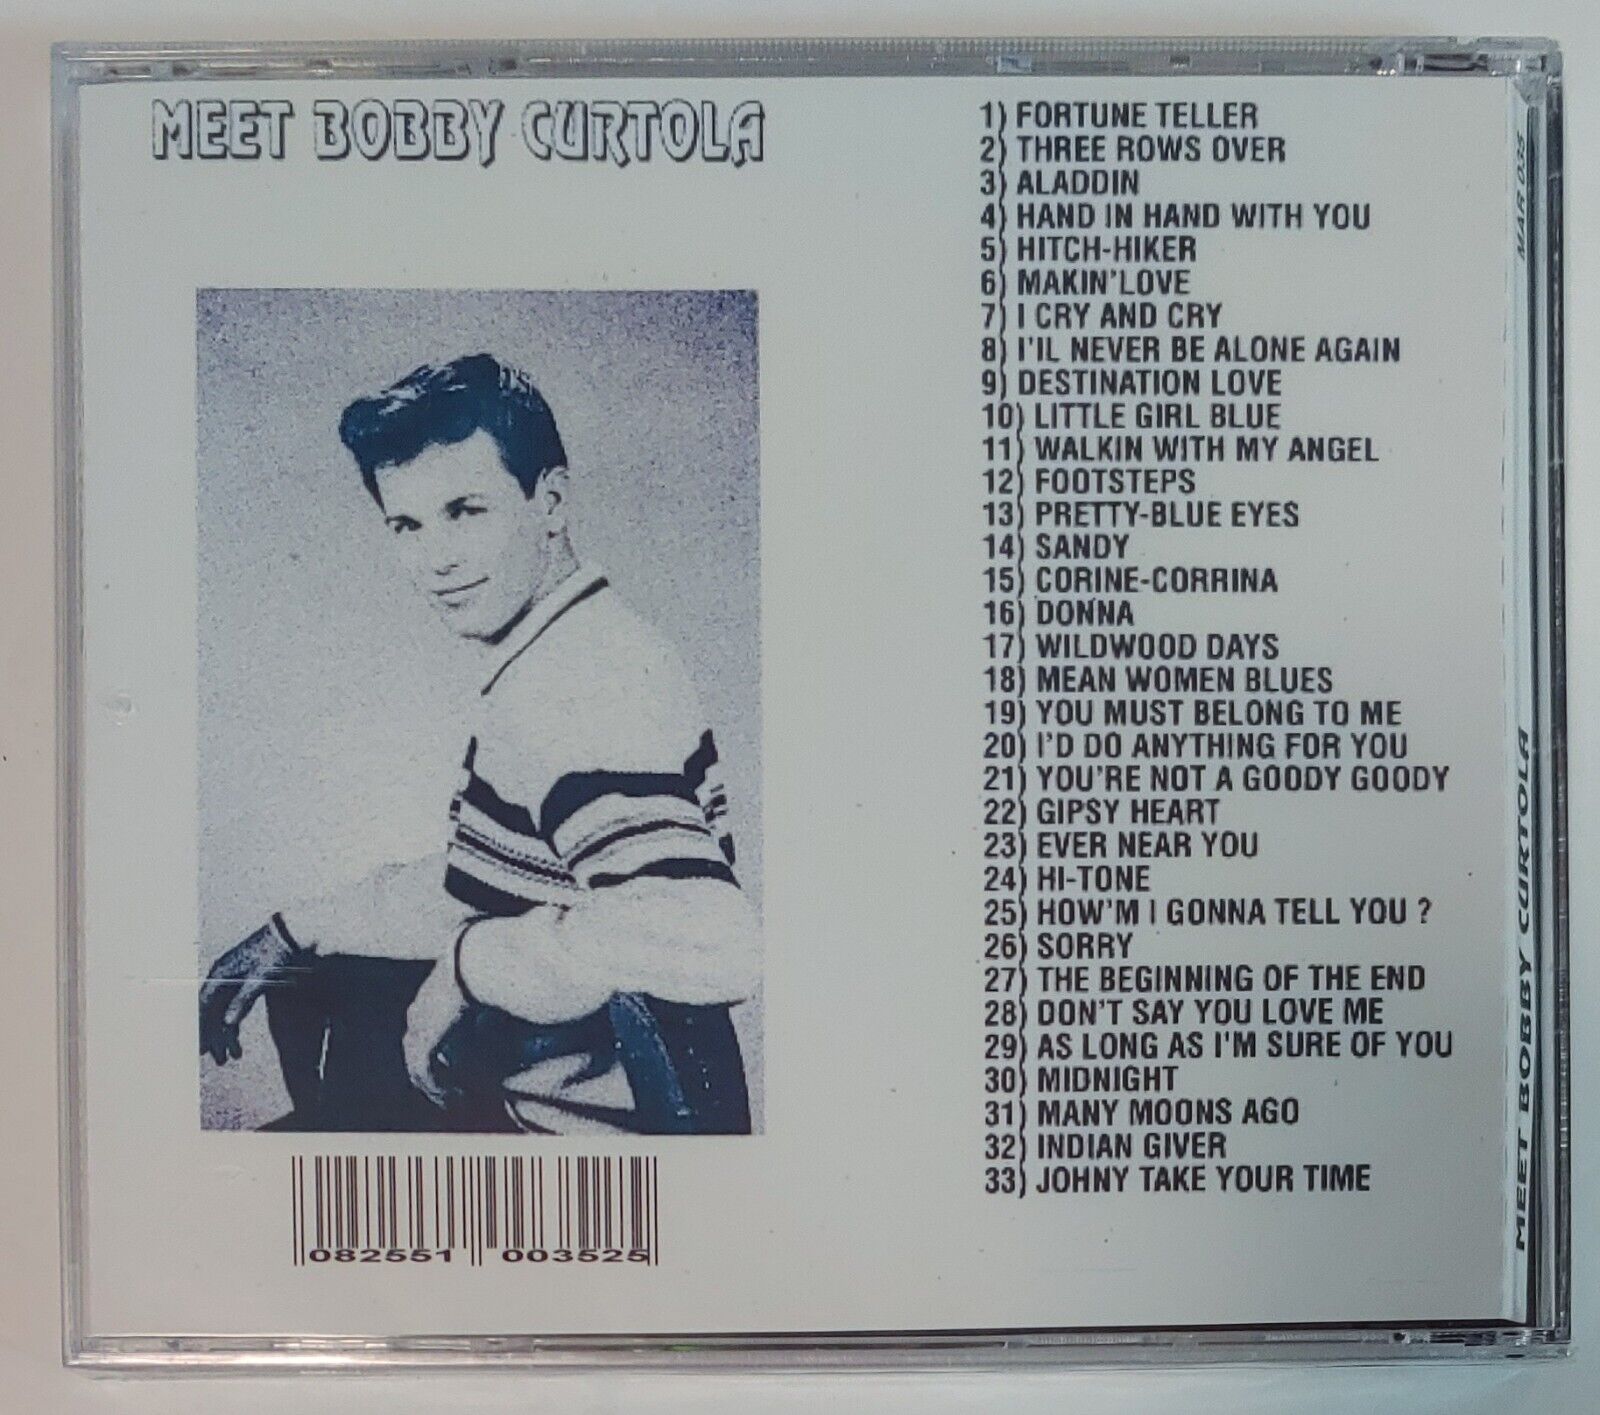 MEET BOBBY CURTOLA
1) FORTUNE TELLER
2) THREE ROWS OVER
3) ALADDIN
4) HAND IN HAND WITH YOU
5) HITCH-HIKER
6) MAKIN'LOVE
7) I CRY AND CRY
8) I'IL NEVER BE ALONE AGAIN
9) DESTINATION LOVE
10) LITTLE GIRL BLUE
11) WALKIN WITH MY ANGEL
12) FOOTSTEPS
13) PRETTY-BLUE EYES
14) SANDY
15) CORINE-CORRINA
16) DONNA
17) WILDWOOD DAYS
18) MEAN WOMEN BLUES
19) YOU MUST BELONG TO ME
20) I'D DO ANYTHING FOR YOU
21) YOU'RE NOT A GOODY GOODY
22) GIPSY HEART
23) EVER NEAR YOU
24) HI-TONE
25) HOW'M I GONNA TELL YOU ?
26) SORRY
27) THE BEGINNING OF THE END
28) DON'T SAY YOU LOVE ME
29) AS LONG AS I'M SURE OF YOU
30) MIDNIGHT
31) MANY MOONS AGO
32) INDIAN GIVER
33) JOHNY TAKE YOUR TIME
082551 003525
MEET BOBBY CURTOLA MAR 035